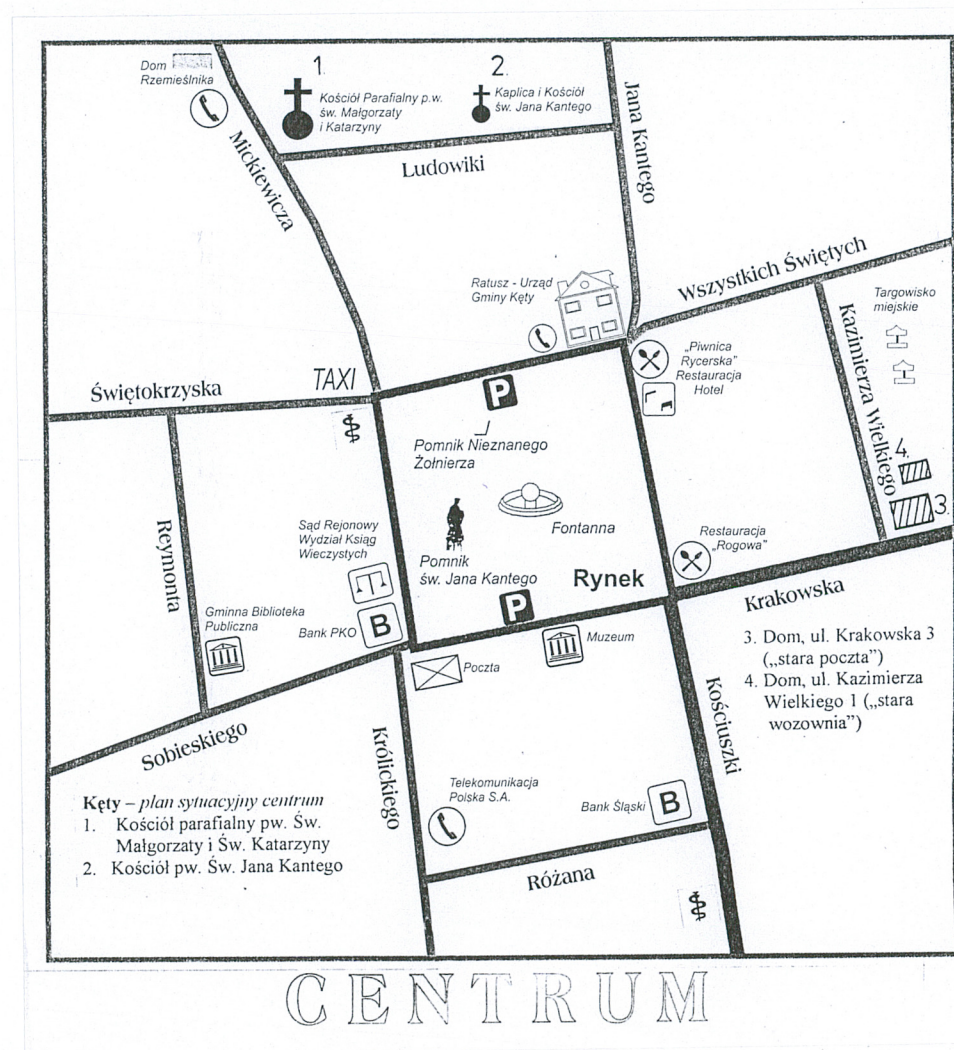 Dom
Rzemieślnika
1.
Kościół Parafialny p.w.
św. Małgorzaty
i Katarzyny
2.
Kaplica i Kościół
św. Jana Kantego
Jana Kantego
Mickiewicza
Ludowiki
Ratusz - Urząd
Gminy Kęty
Wszystkich Świętych
Targowisko
miejskie
Kazimierza Wielkiego
„Piwnica
Rycerska”
Restauracja
Hotel
Świętokrzyska
TAXI
P
Pomnik Nieznanego
Żołnierza
4.
3.
Reymonta
Sąd Rejonowy
Wydział Ksiąg
Wieczystych
Fontanna
Restauracja
„Rogowa”
Pomnik
św. Jana Kantego
Rynek
P
Krakowska
Gminna Biblioteka
Publiczna
Bank PKO
B
Muzeum
Poczta
3. Dom, ul. Krakowska 3
(„stara poczta”)
4. Dom, ul. Kazimierza
Wielkiego 1 („stara
wozownia”)
Sobieskiego
Królickiego
Kościuszki
Telekomunikacja
Polska S.A.
Bank Śląski
B
Kęty – plan sytuacyjny centrum
1. Kościół parafialny pw. Św.
Małgorzaty i Św. Katarzyny
2. Kościół pw. Św. Jana Kantego
Różana
CENTRUM